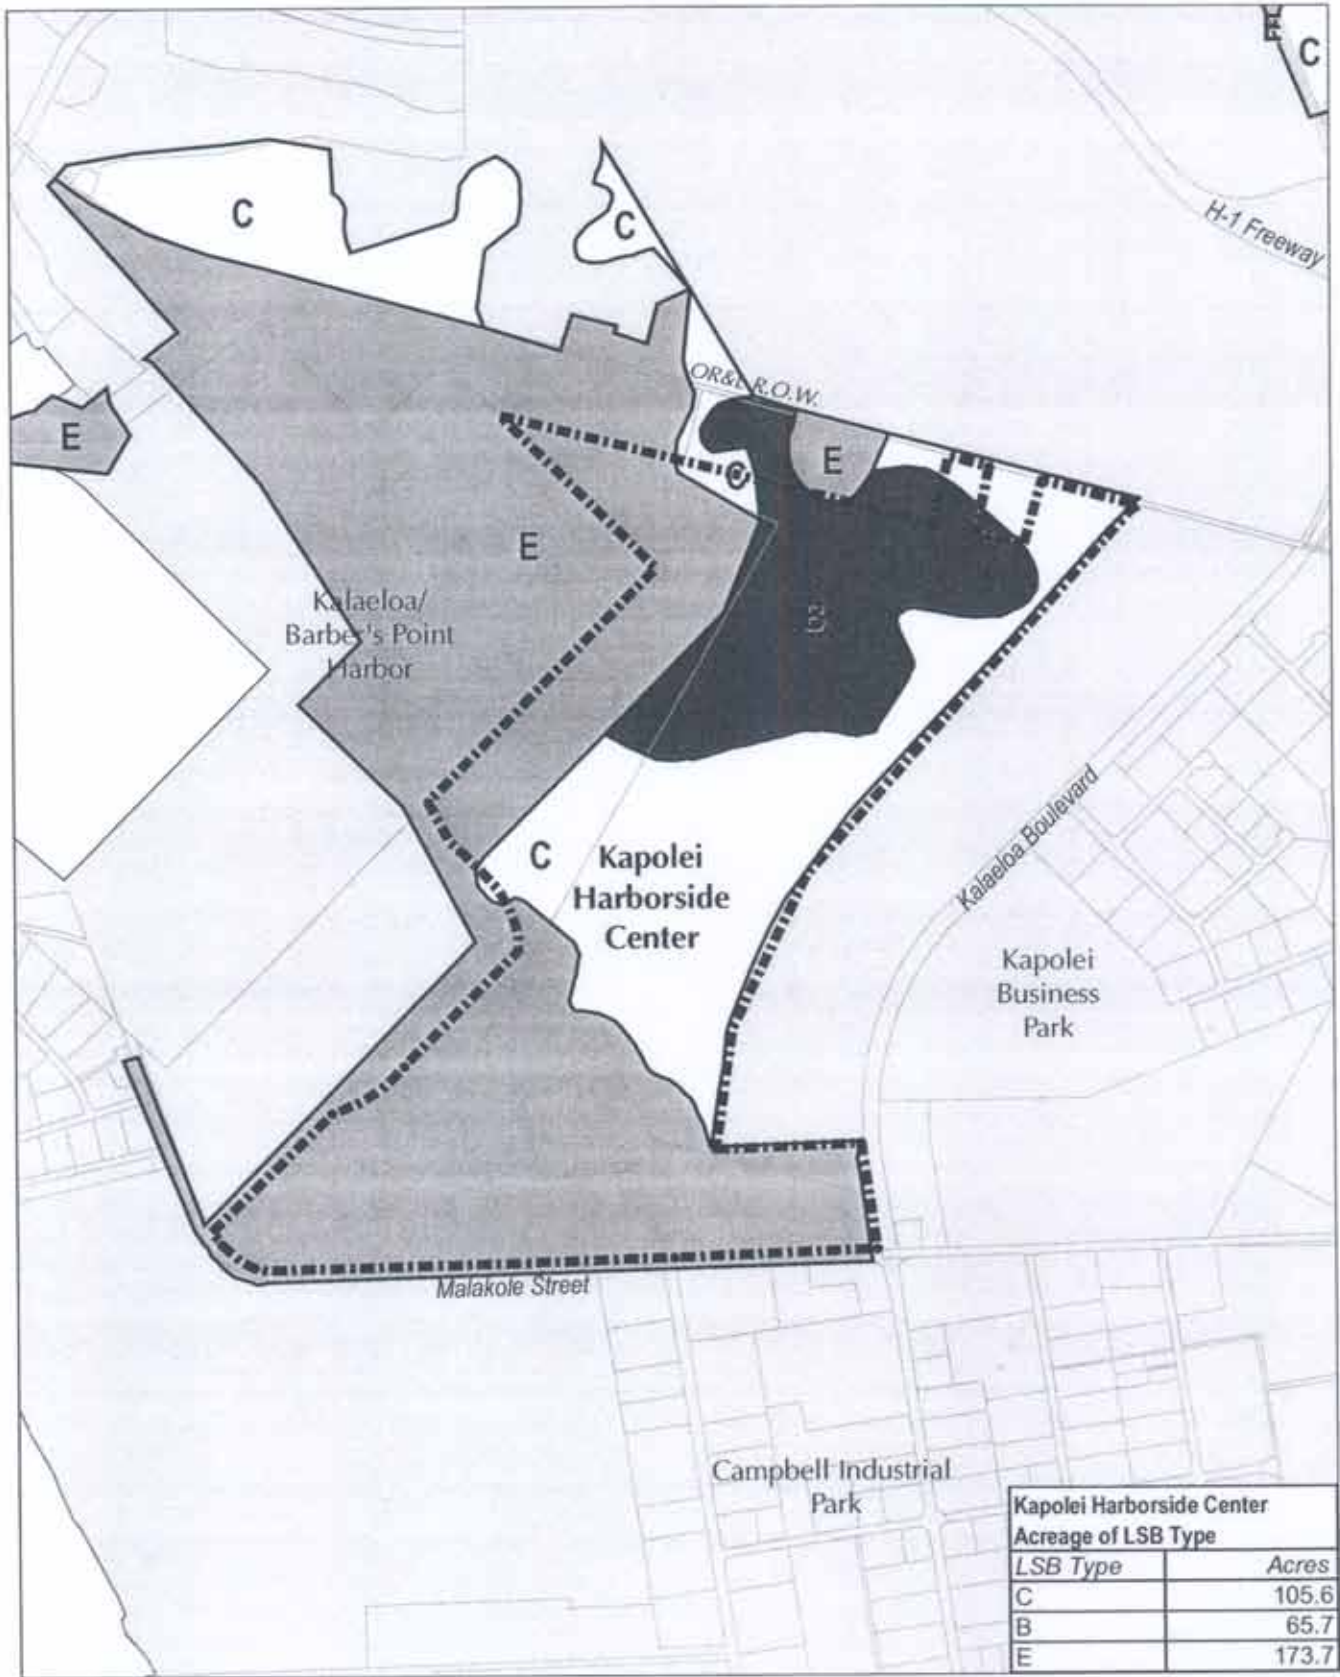 C
C
C
H-1 Freeway
OR&L R.O.W.
E
E
C
E
B
Kalaeloa/
Barber's Point
Harbor
C
Kapolei
Harborside
Center
Kalaeloa Boulevard
Kapolei
Business
Park
Malakole Street
Campbell Industrial
Park
Kapolei Harborside Center
Acreage of LSB Type
LSB Type Acres
C 105.6
B 65.7
E 173.7